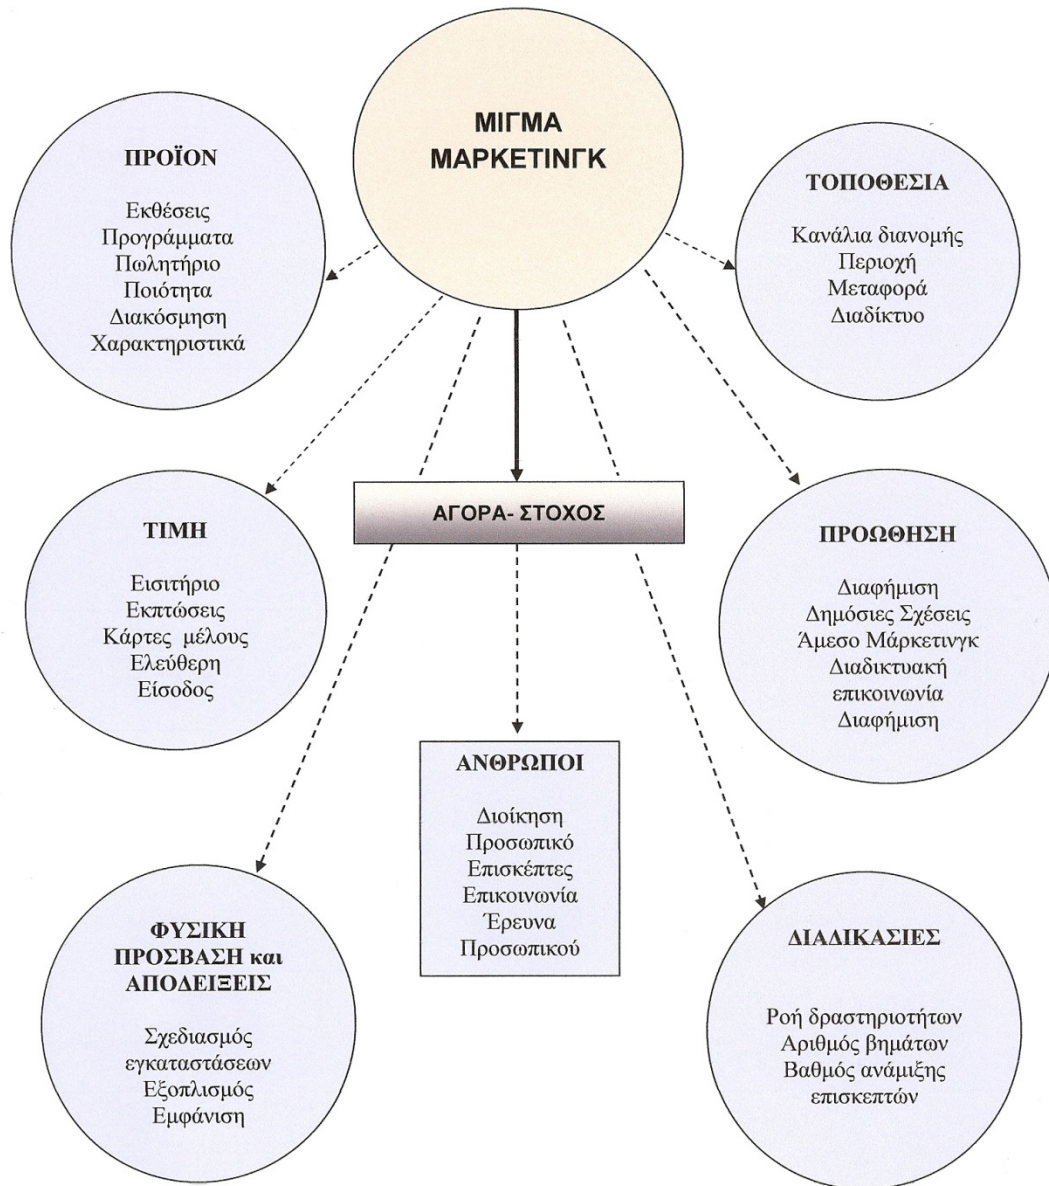 ΜΙΓΜΑ
ΜΑΡΚΕΤΙΝΓΚ
ΠΡΟΪΟΝ
Εκθέσεις
Προγράμματα
Πωλητήριο
Ποιότητα
Διακόσμηση
Χαρακτηριστικά
ΤΟΠΟΘΕΣΙΑ
Κανάλια διανομής
Περιοχή
Μεταφορά
Διαδίκτυο
ΤΙΜΗ
Εισιτήριο
Εκπτώσεις
Κάρτες μέλους
Ελεύθερη
Είσοδος
ΑΓΟΡΑ- ΣΤΟΧΟΣ
ΠΡΟΩΘΗΣΗ
Διαφήμιση
Δημόσιες Σχέσεις
Άμεσο Μάρκετινγκ
Διαδικτυακή
επικοινωνία
Διαφήμιση
ΦΥΣΙΚΗ
ΠΡΟΣΒΑΣΗ και
ΑΠΟΔΕΙΞΕΙΣ
Σχεδιασμός
εγκαταστάσεων
Εξοπλισμός
Εμφάνιση
ΑΝΘΡΩΠΟΙ
Διοίκηση
Προσωπικό
Επισκέπτες
Επικοινωνία
Έρευνα
Προσωπικού
ΔΙΑΔΙΚΑΣΙΕΣ
Ροή δραστηριοτήτων
Αριθμός βημάτων
Βαθμός ανάμιξης
επισκεπτών